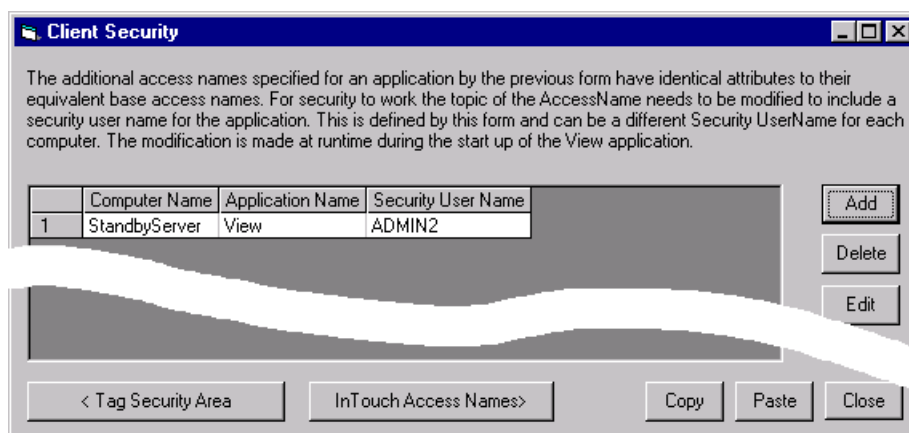 Client Security
The additional access names specified for an application by the previous form have identical attributes to their
equivalent base access names. For security to work the topic of the AccessName needs to be modified to include a
security user name for the application. This is defined by this form and can be a different Security UserName for each
computer. The modification is made at runtime during the start up of the View application.
Computer Name Application Name Security User Name
1 StandbyServer View ADMIN2
Add
Delete
Edit
< Tag Security Area InTouch Access Names> Copy Paste Close